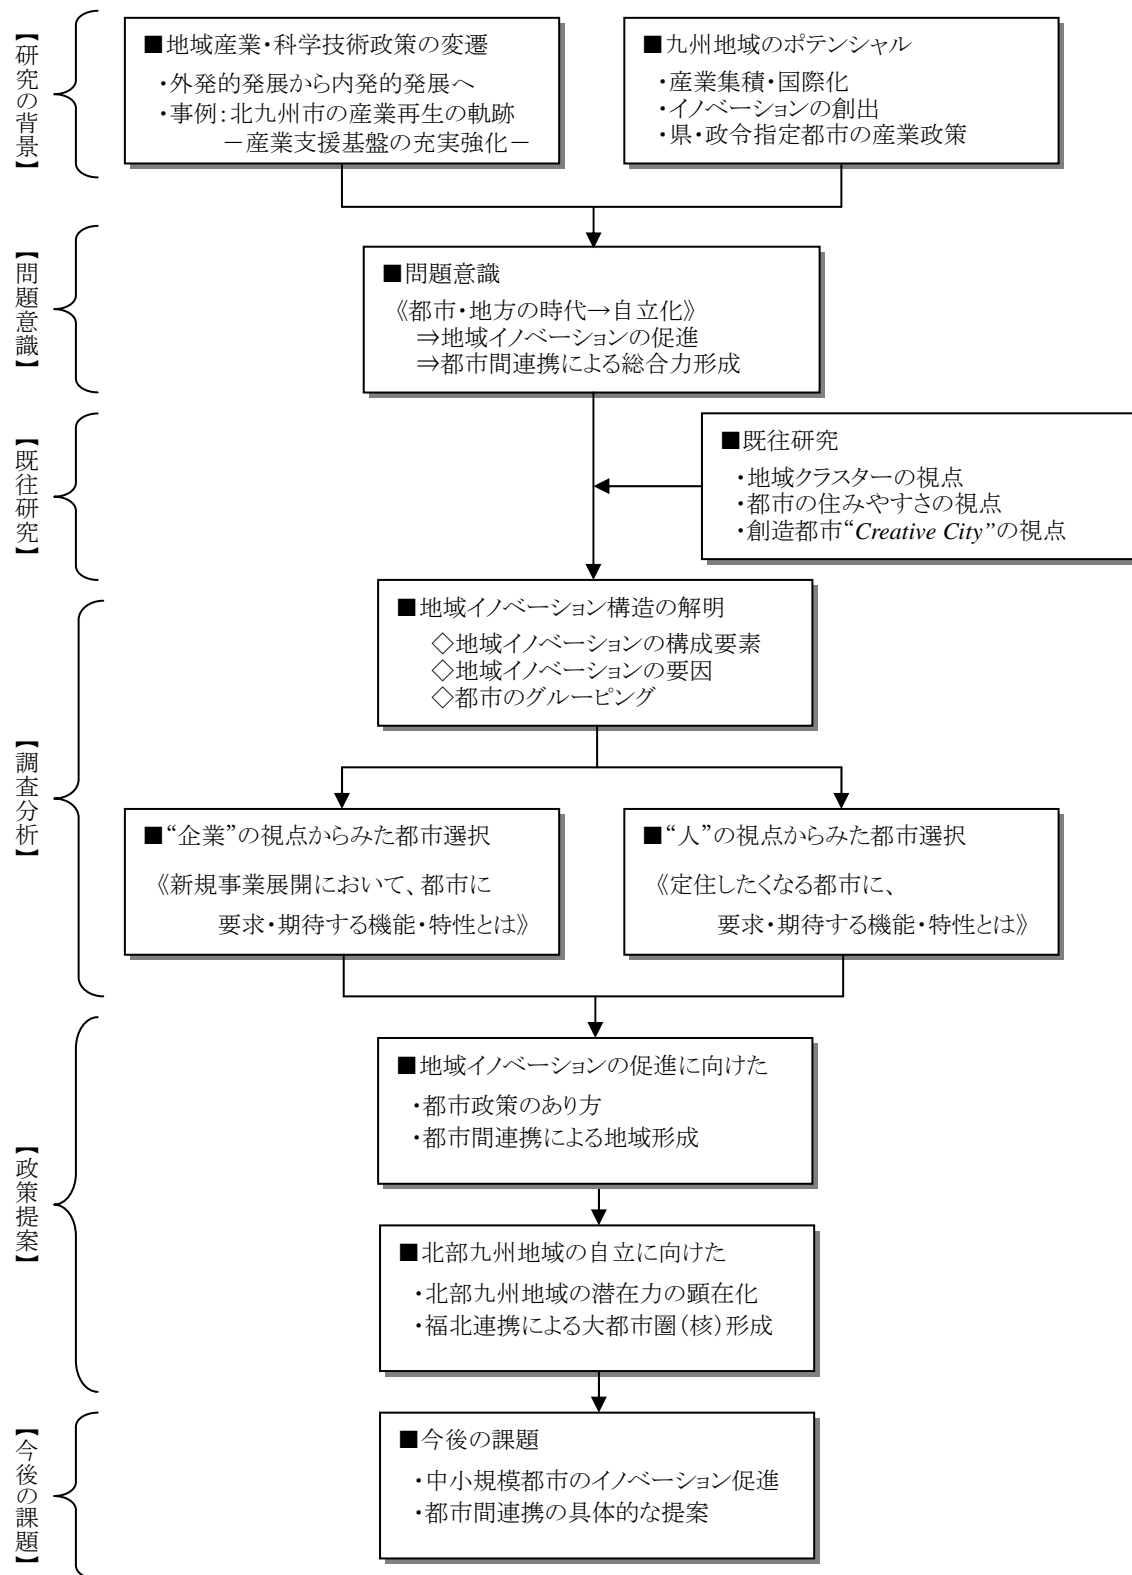 【研究の背景】
■地域産業・科学技術政策の変遷
・外発的発展から内発的発展へ
・事例：北九州市の産業再生の軌跡
－産業支援基盤の充実強化－
■九州地域のポテンシャル
・産業集積・国際化
・イノベーションの創出
・県・政令指定都市の産業政策
【問題意識】
■問題意識
《都市・地方の時代→自立化》
⇒地域イノベーションの促進
⇒都市間連携による総合力形成
【既往研究】
■既往研究
・地域クラスターの視点
・都市の住みやすさの視点
・創造都市“Creative City”の視点
【調査分析】
■地域イノベーション構造の解明
◇地域イノベーションの構成要素
◇地域イノベーションの要因
◇都市のグルーピング
■“企業”の視点からみた都市選択
《新規事業展開において、都市に
要求・期待する機能・特性とは》
■“人”の視点からみた都市選択
《定住したくなる都市に、
要求・期待する機能・特性とは》
【政策提案】
■地域イノベーションの促進に向けた
・都市政策のあり方
・都市間連携による地域形成
■北部九州地域の自立に向けた
・北部九州地域の潜在力の顕在化
・福北連携による大都市圏（核）形成
【今後の課題】
■今後の課題
・中小規模都市のイノベーション促進
・都市間連携の具体的な提案